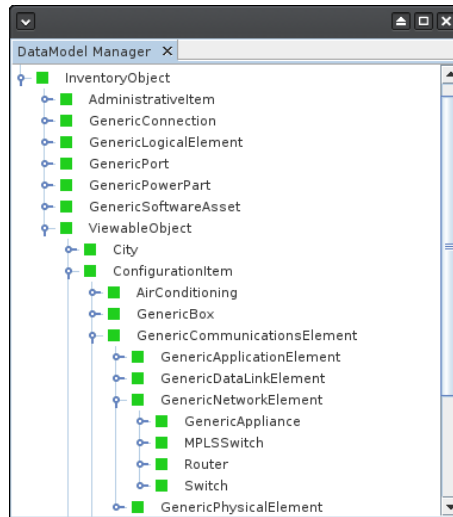 DataModel Manager X
InventoryObject
AdministrativeItem
GenericConnection
GenericLogicalElement
GenericPort
GenericPowerPart
GenericSoftwareAsset
ViewableObject
City
ConfigurationItem
AirConditioning
GenericBox
GenericCommunicationsElement
GenericApplicationElement
GenericDataLinkElement
GenericNetworkElement
GenericAppliance
MPLSSwitch
Router
Switch
GenericPhysicalElement